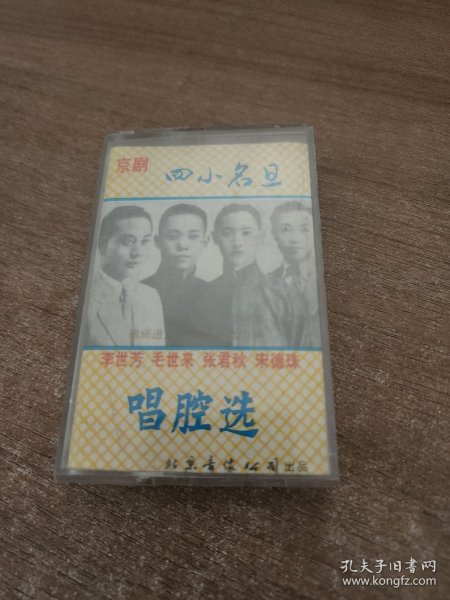 京剧
四小名旦
李世芳 毛世来 张君秋 宋德珠
唱腔选
北京音像公司出品
孔夫子旧书网
www.kongfz.com